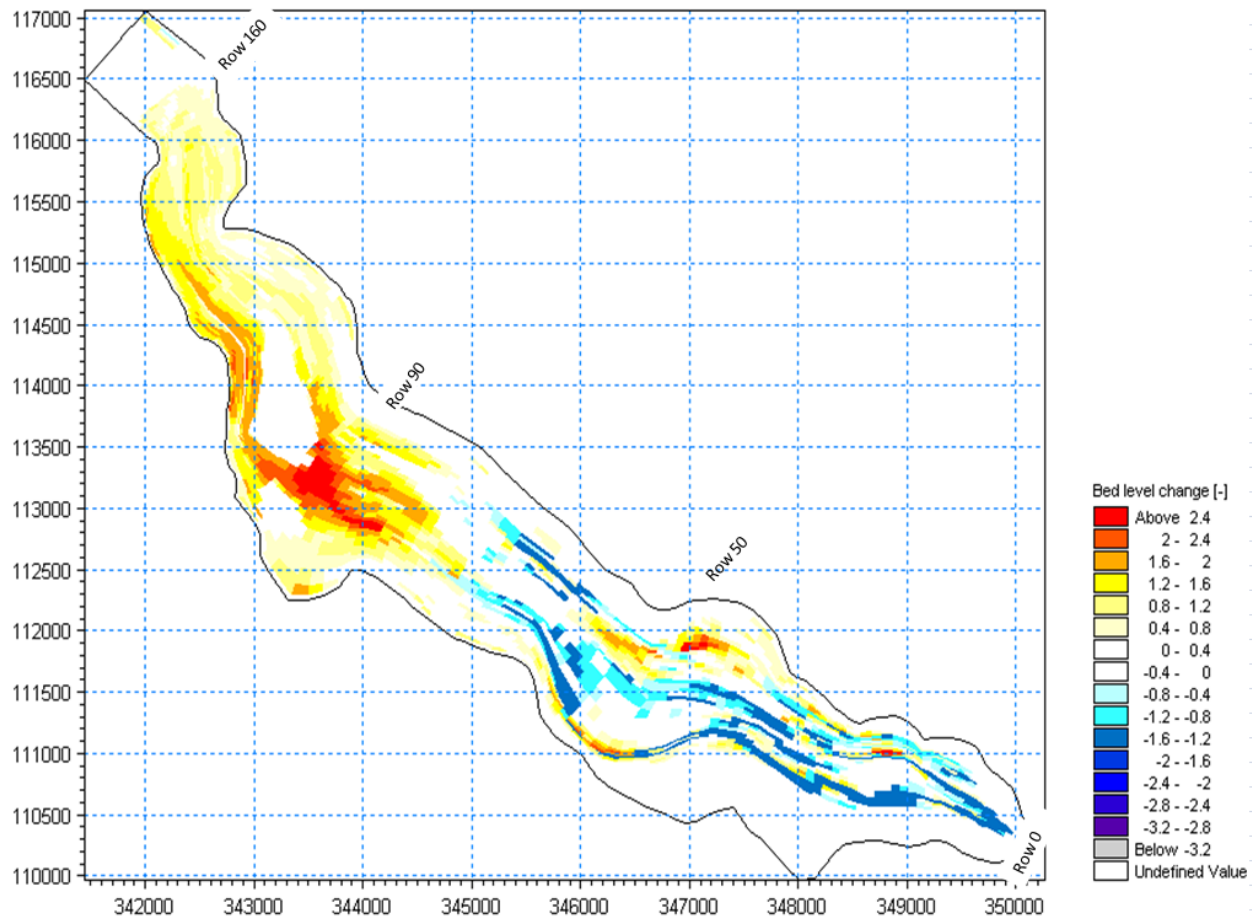 117000
116500
116000
115500
115000
114500
114000
113500
113000
112500
112000
111500
111000
110500
110000
342000 343000 344000 345000 346000 347000 348000 349000 350000
Row 160
Row 90
Row 50
Row 0
Bed level change [-]
Above 2.4
2 - 2.4
1.6 - 2
1.2 - 1.6
0.8 - 1.2
0.4 - 0.8
0 - 0.4
-0.4 - 0
-0.8 - -0.4
-1.2 - -0.8
-1.6 - -1.2
-2 - -1.6
-2.4 - -2
-2.8 - -2.4
-3.2 - -2.8
Below -3.2
Undefined Value